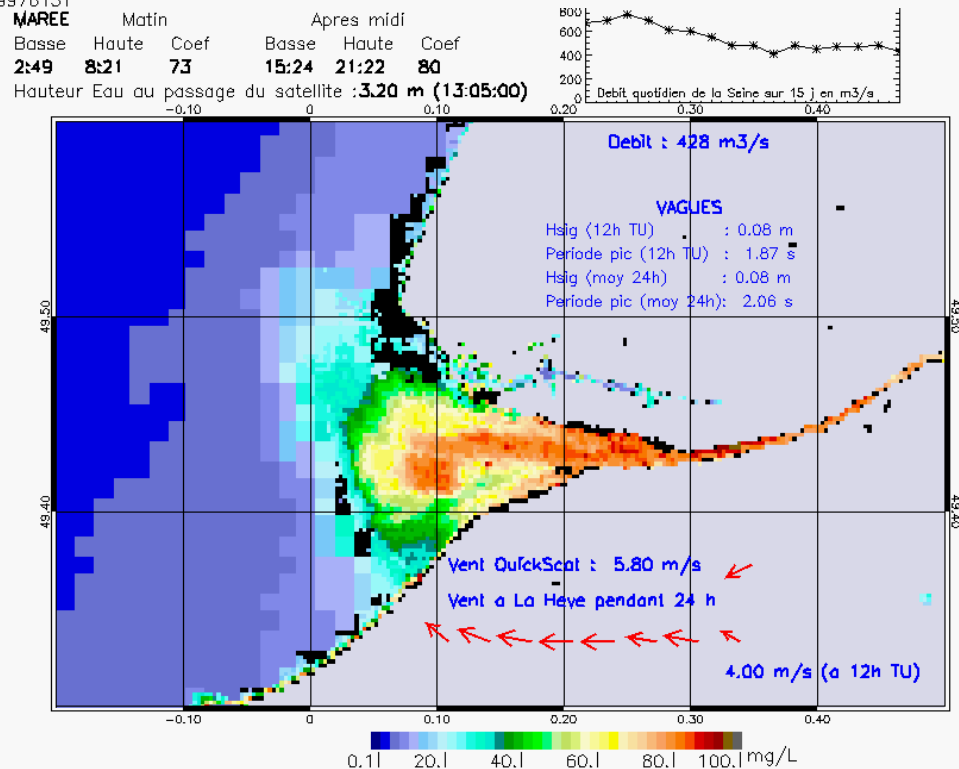 MAREE Matin Apres midi
Basse Haute Coef Basse Haute Coef
2:49 8:21 73 15:24 21:22 80
Hauteur Eau au passage du satellite :3.20 m (13:05:00)
800
600
400
200
0
Debit quotidien de la Seine sur 15 j en m3/s
-0.10 0 0.10 0.20 0.30 0.40
Debit : 428 m3/s
VAGUES
Hsig (12h TU) : 0.08 m
Periode pic (12h TU) : 1.87 s
Hsig (moy 24h) : 0.08 m
Periode pic (moy 24h): 2.06 s
49.50 49.50
49.40 49.40
Vent QuickScat : 5.80 m/s
Vent a La Heve pendant 24 h
4.00 m/s (a 12h TU)
-0.10 0 0.10 0.20 0.30 0.40
0.1| 20.| 40.| 60.| 80.| 100.| mg/L